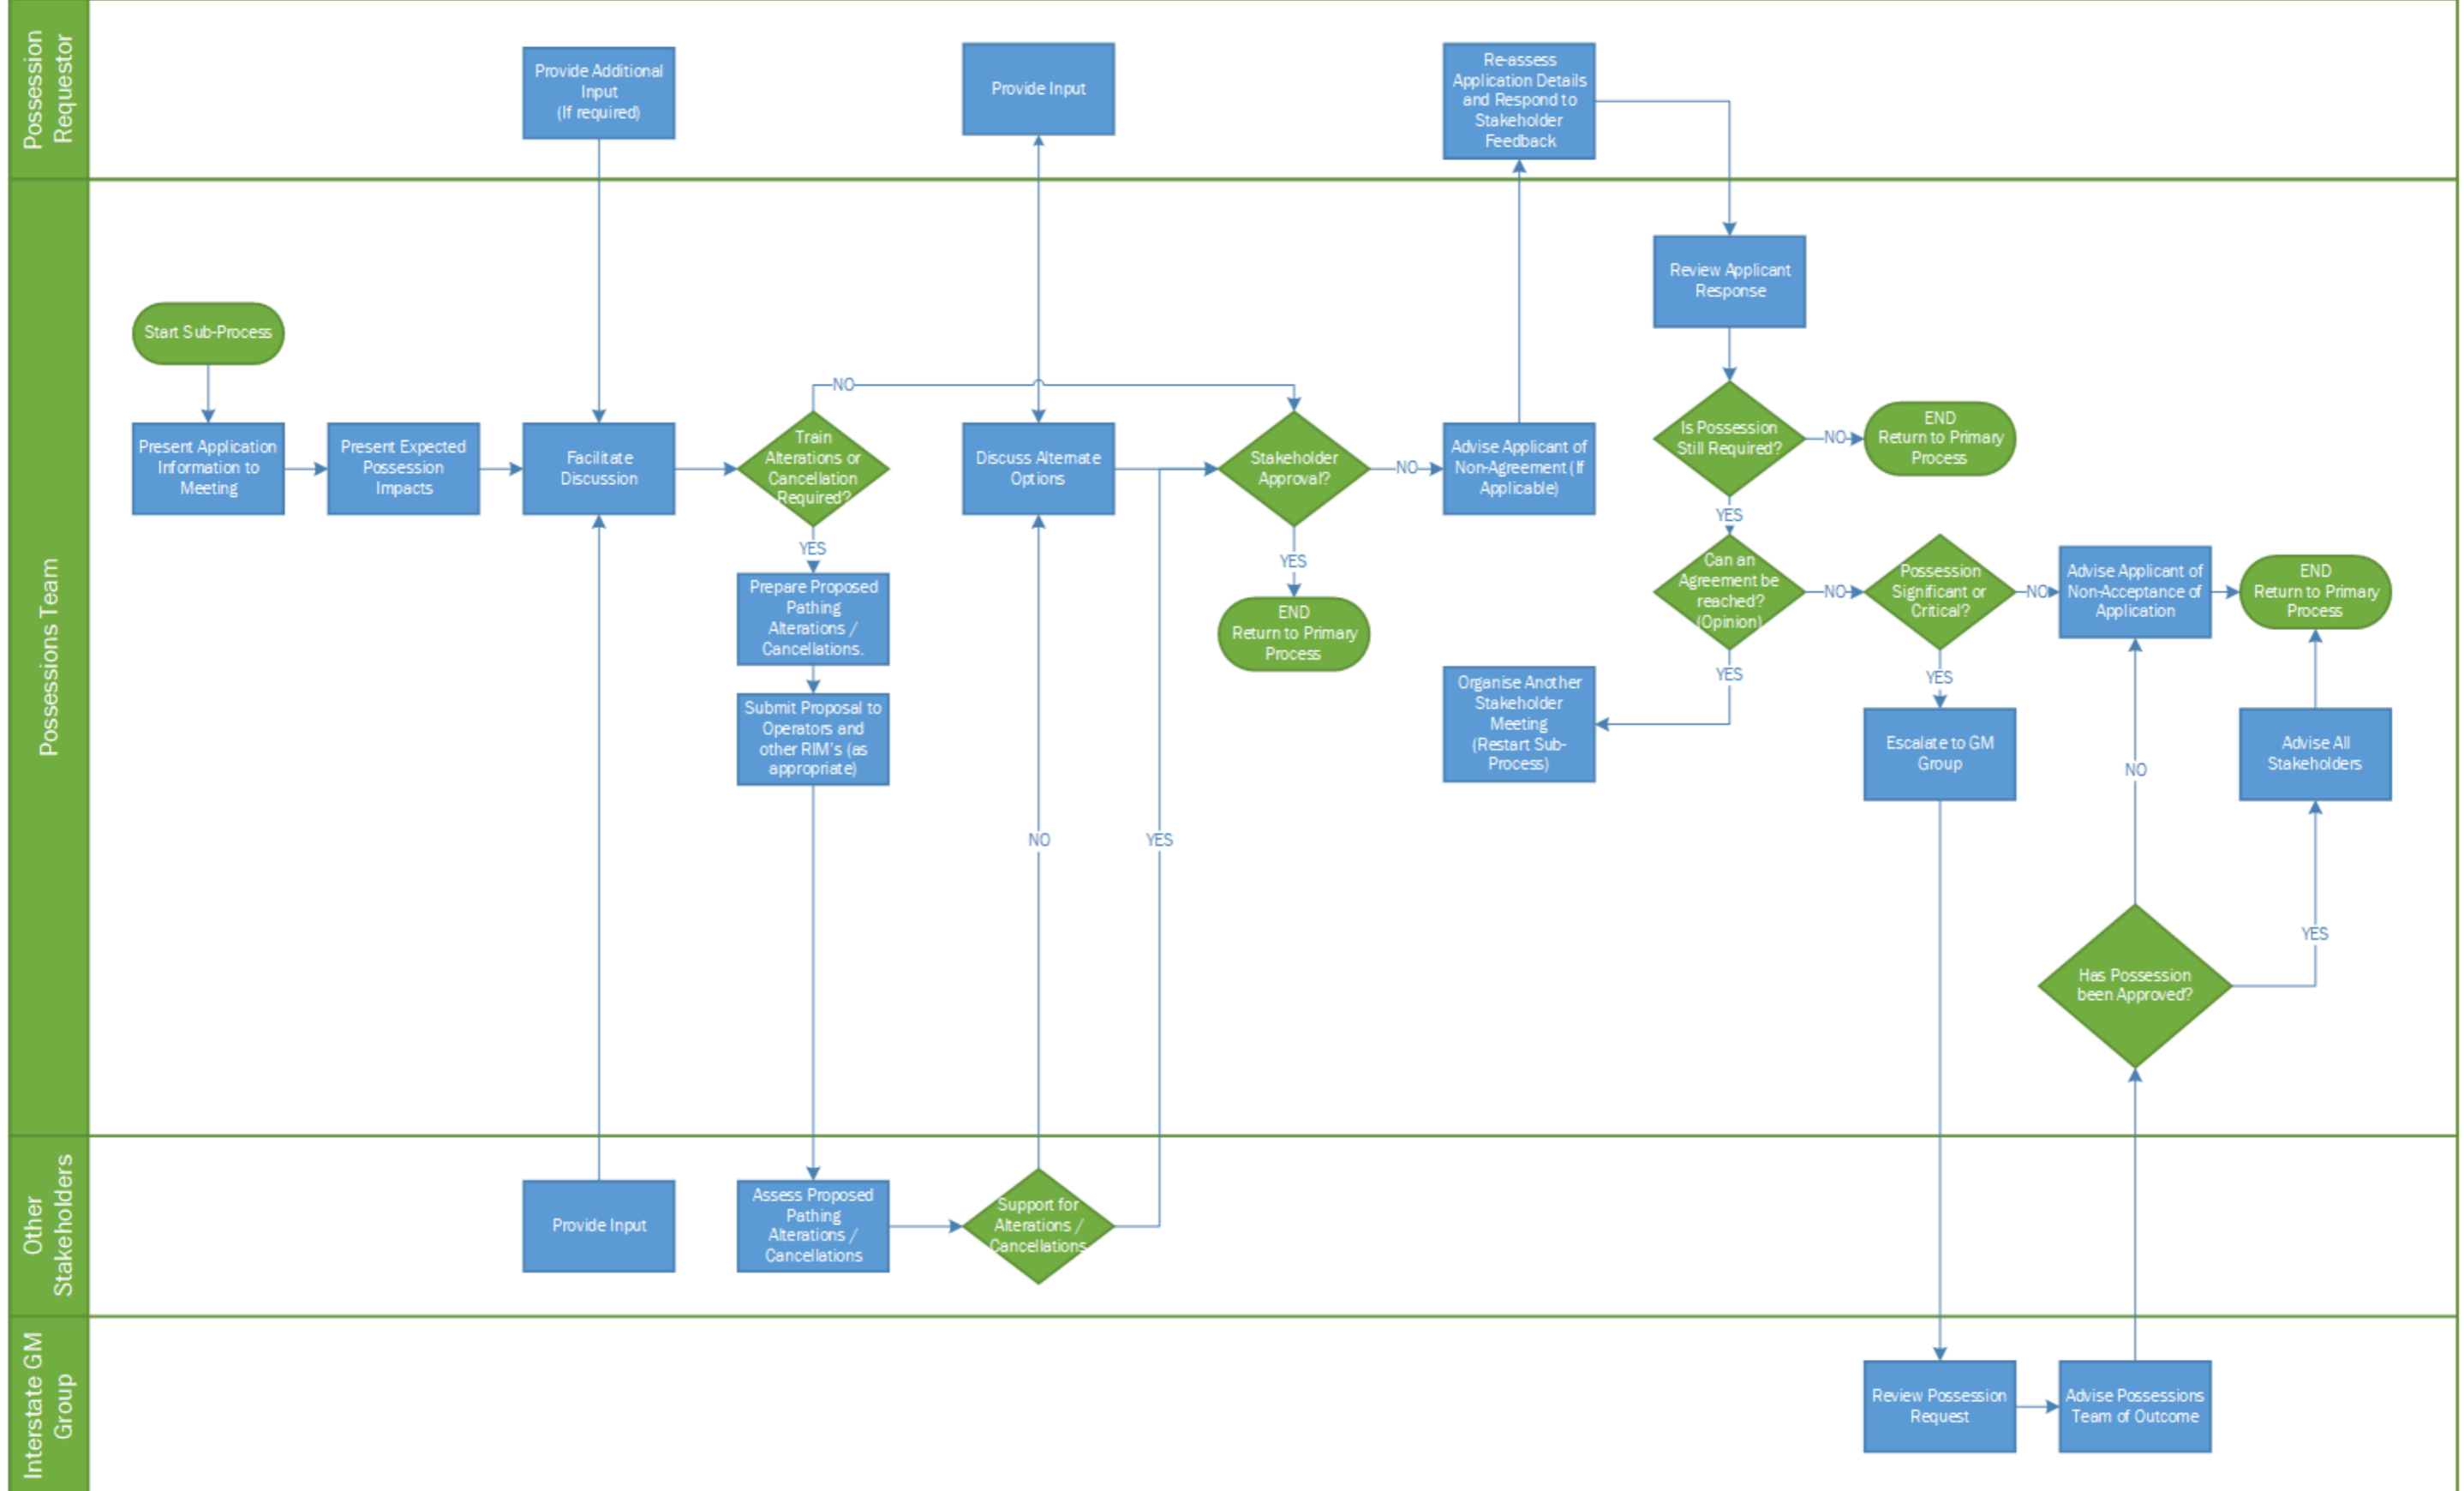 Possession
Requestor
Provide Additional
Input
(If required)
Provide Input
Re-assess
Application Details
and Respond to
Stakeholder
Feedback
Possessions Team
Start Sub-Process
Present Application
Information to
Meeting
Present Expected
Possession
Impacts
Facilitate
Discussion
Train
Alterations or
Cancellation
Required?
NO
YES
Prepare Proposed
Pathing
Alterations /
Cancellations.
Submit Proposal to
Operators and
other RIM's (as
appropriate)
Discuss Alternate
Options
NO
YES
Stakeholder
Approval?
NO
YES
END
Return to Primary
Process
Advise Applicant of
Non-Agreement (If
Applicable)
Review Applicant
Response
Is Possession
Still Required?
NO
END
Return to Primary
Process
YES
Can an
Agreement be
reached?
(Opinion)
NO
YES
Organise Another
Stakeholder
Meeting
(Restart Sub-
Process)
Possession
Significant or
Critical?
NO
YES
Escalate to GM
Group
Advise Applicant of
Non-Acceptance of
Application
END
Return to Primary
Process
Advise All
Stakeholders
NO
YES
Has Possession
been Approved?
Other
Stakeholders
Provide Input
Assess Proposed
Pathing
Alterations /
Cancellations
Support for
Alterations /
Cancellations
Interstate GM
Group
Review Possession
Request
Advise Possessions
Team of Outcome